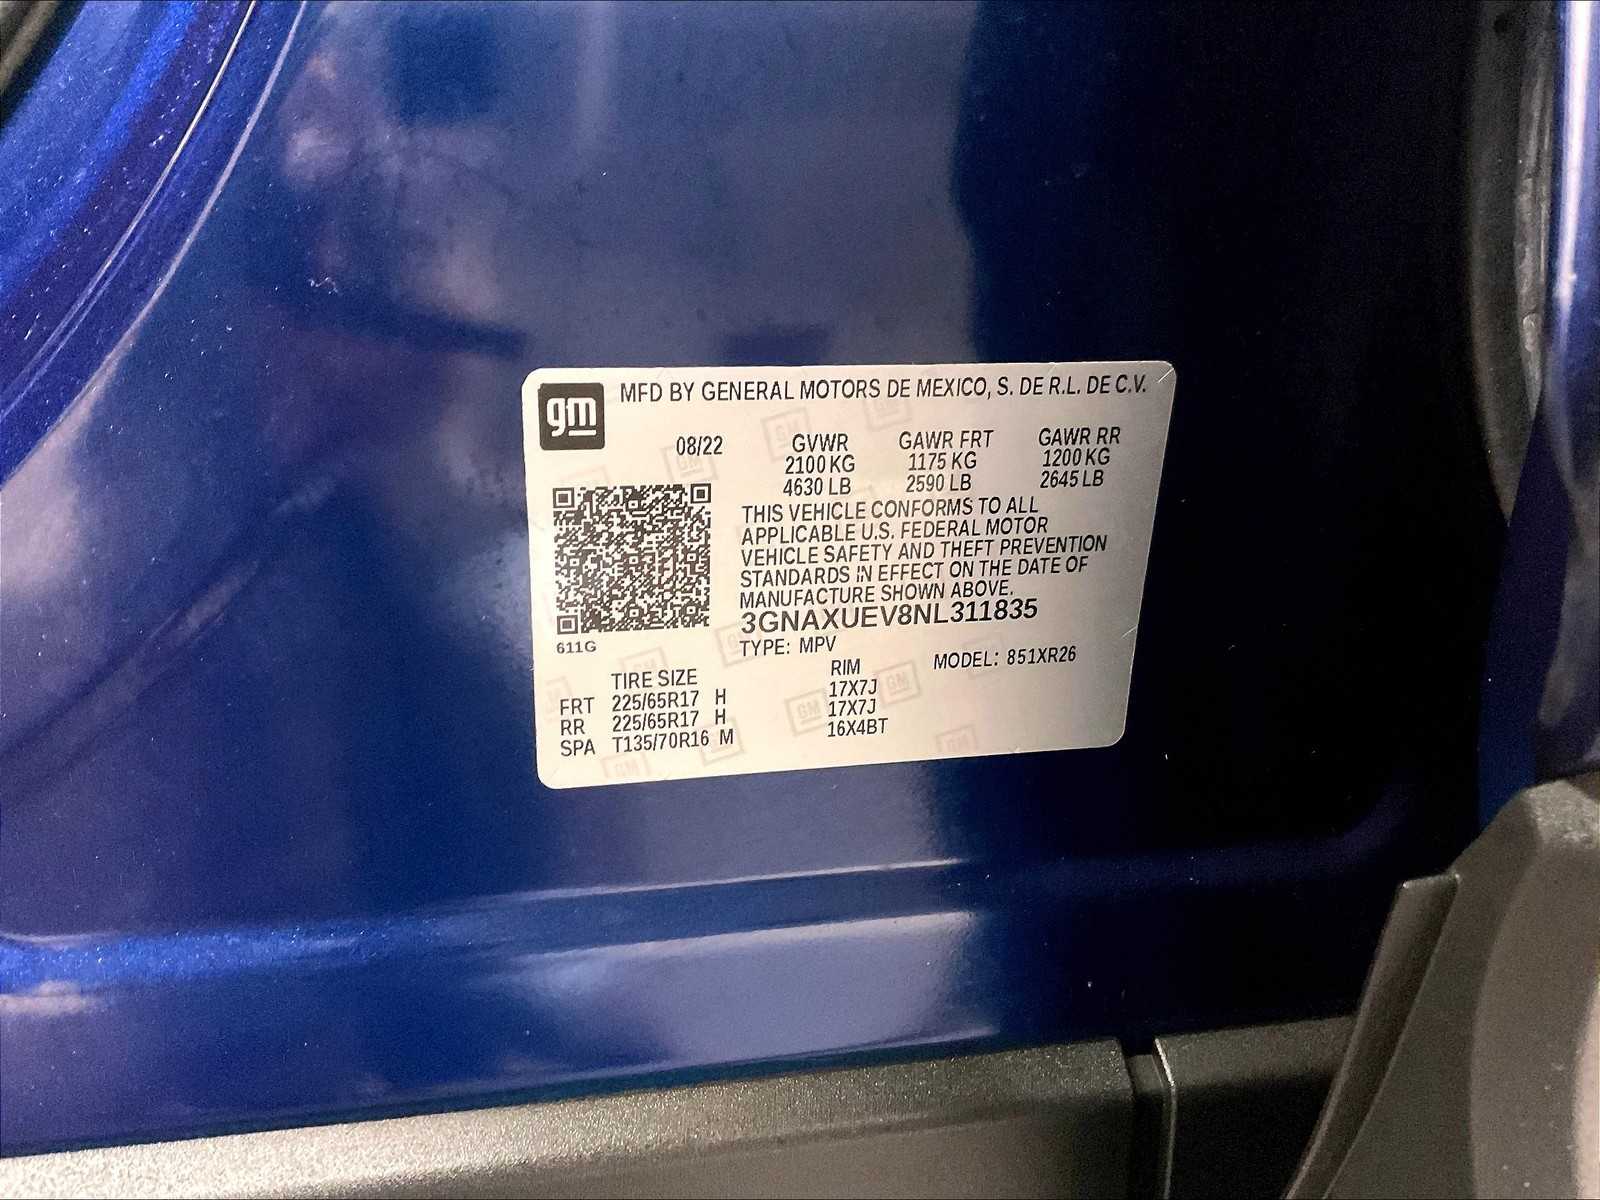 gm MFD BY GENERAL MOTORS DE MEXICO, S. DE R.L. DE C.V.
08/22 GVWR GAWR FRT GAWR RR
2100 KG 1175 KG 1200 KG
4630 LB 2590 LB 2645 LB
THIS VEHICLE CONFORMS TO ALL
APPLICABLE U.S. FEDERAL MOTOR
VEHICLE SAFETY AND THEFT PREVENTION
STANDARDS IN EFFECT ON THE DATE OF
MANUFACTURE SHOWN ABOVE.
3GNAXUEV8NL311835
611G
TYPE: MPV MODEL: 851XR26
TIRE SIZE RIM
FRT 225/65R17 H 17X7J
RR 225/65R17 H 17X7J
SPA T135/70R16 M 16X4BT